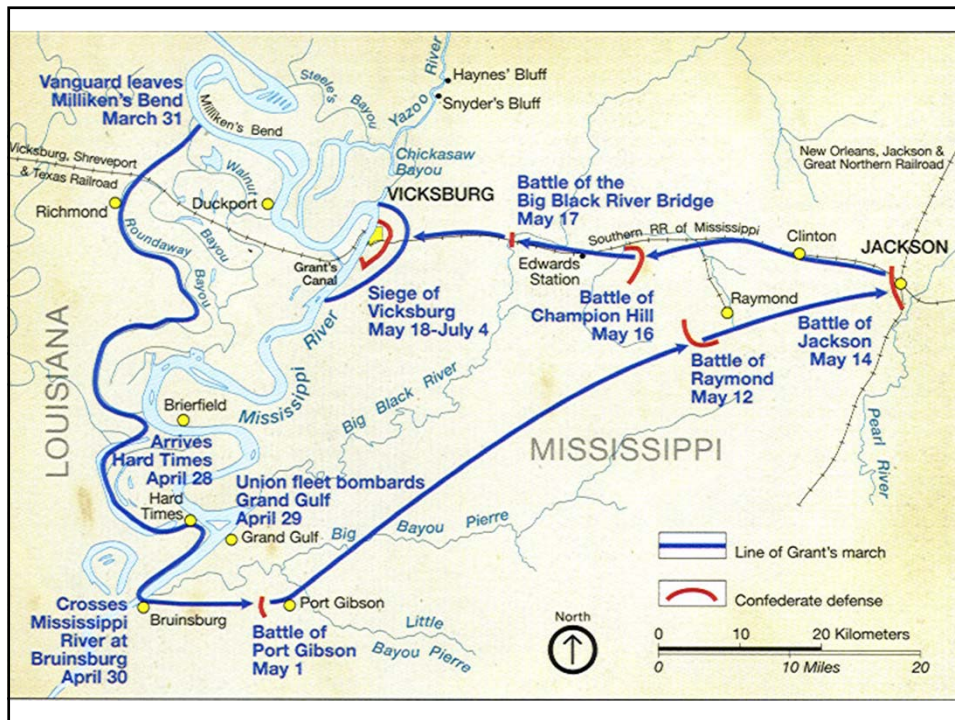 Vanguard leaves
Milliken's Bend
March 31
Milliken's Bend
Steele's
Bayou
Yazoo
River
Haynes' Bluff
Snyder's Bluff
Chickasaw
Bayou
Vicksburg, Shreveport
& Texas Railroad
New Orleans, Jackson &
Great Northern Railroad
Walnut
Bayou
Duckport
Richmond
Roundaway
Bayou
VICKSBURG
Grant's
Canal
Battle of the
Big Black River Bridge
May 17
Southern RR of Mississippi
Edwards
Station
Clinton
JACKSON
Siege of
Vicksburg
May 18-July 4
Battle of
Champion Hill
May 16
Raymond
Battle of
Raymond
May 12
Battle of
Jackson
May 14
LOUISIANA
Mississippi
River
Big Black River
MISSISSIPPI
Pearl
River
Brierfield
Arrives
Hard Times
April 28
Hard
Times
Union fleet bombards
Grand Gulf
April 29
Grand Gulf
Big Bayou Pierre
Crosses
Mississippi
River at
Bruinsburg
April 30
Bruinsburg
Port Gibson
Battle of
Port Gibson
May 1
Little
Bayou Pierre
North
Line of Grant's march
Confederate defense
0 10 20 Kilometers
0 10 Miles 20